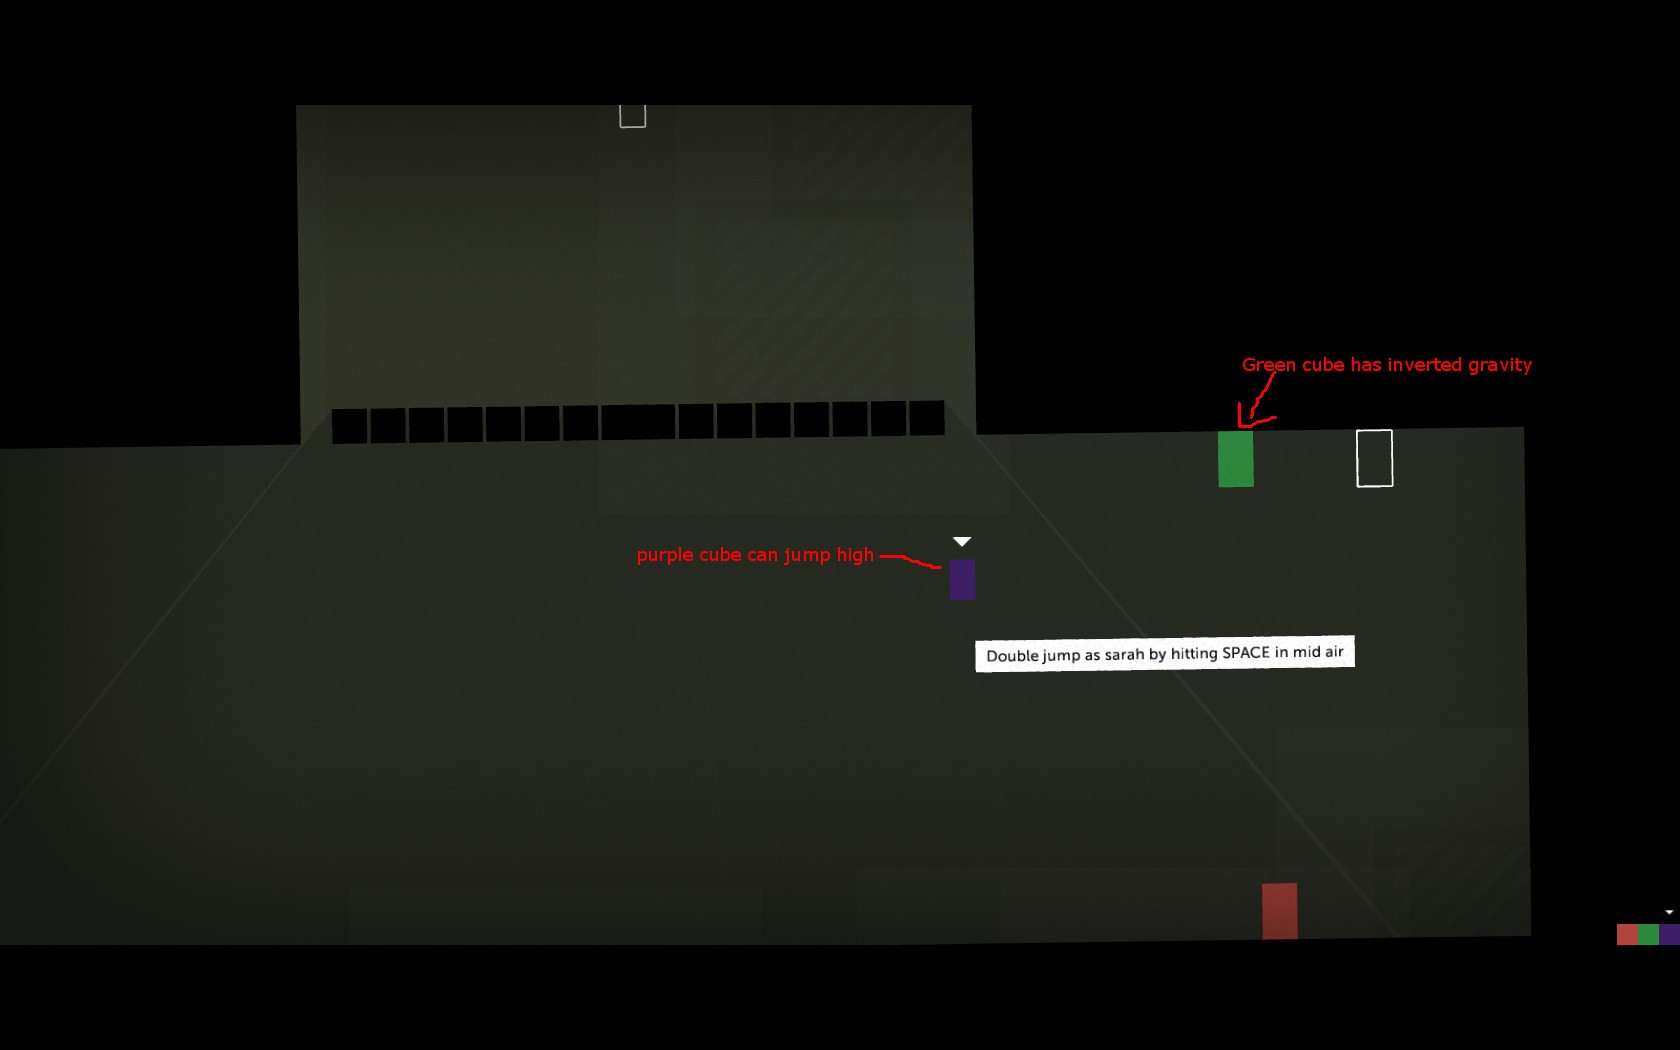 Green cube has inverted gravity
purple cube can jump high
Double jump as sarah by hitting SPACE in mid air